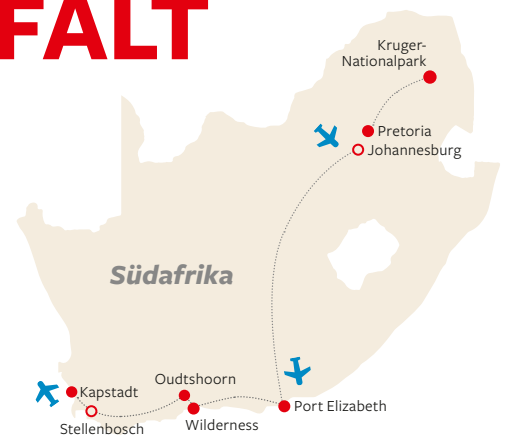 FALT
Kruger-
Nationalpark
Pretoria
Johannesburg
Südafrika
Oudtshoorn
Kapstadt
Port Elizabeth
Wilderness
Stellenbosch